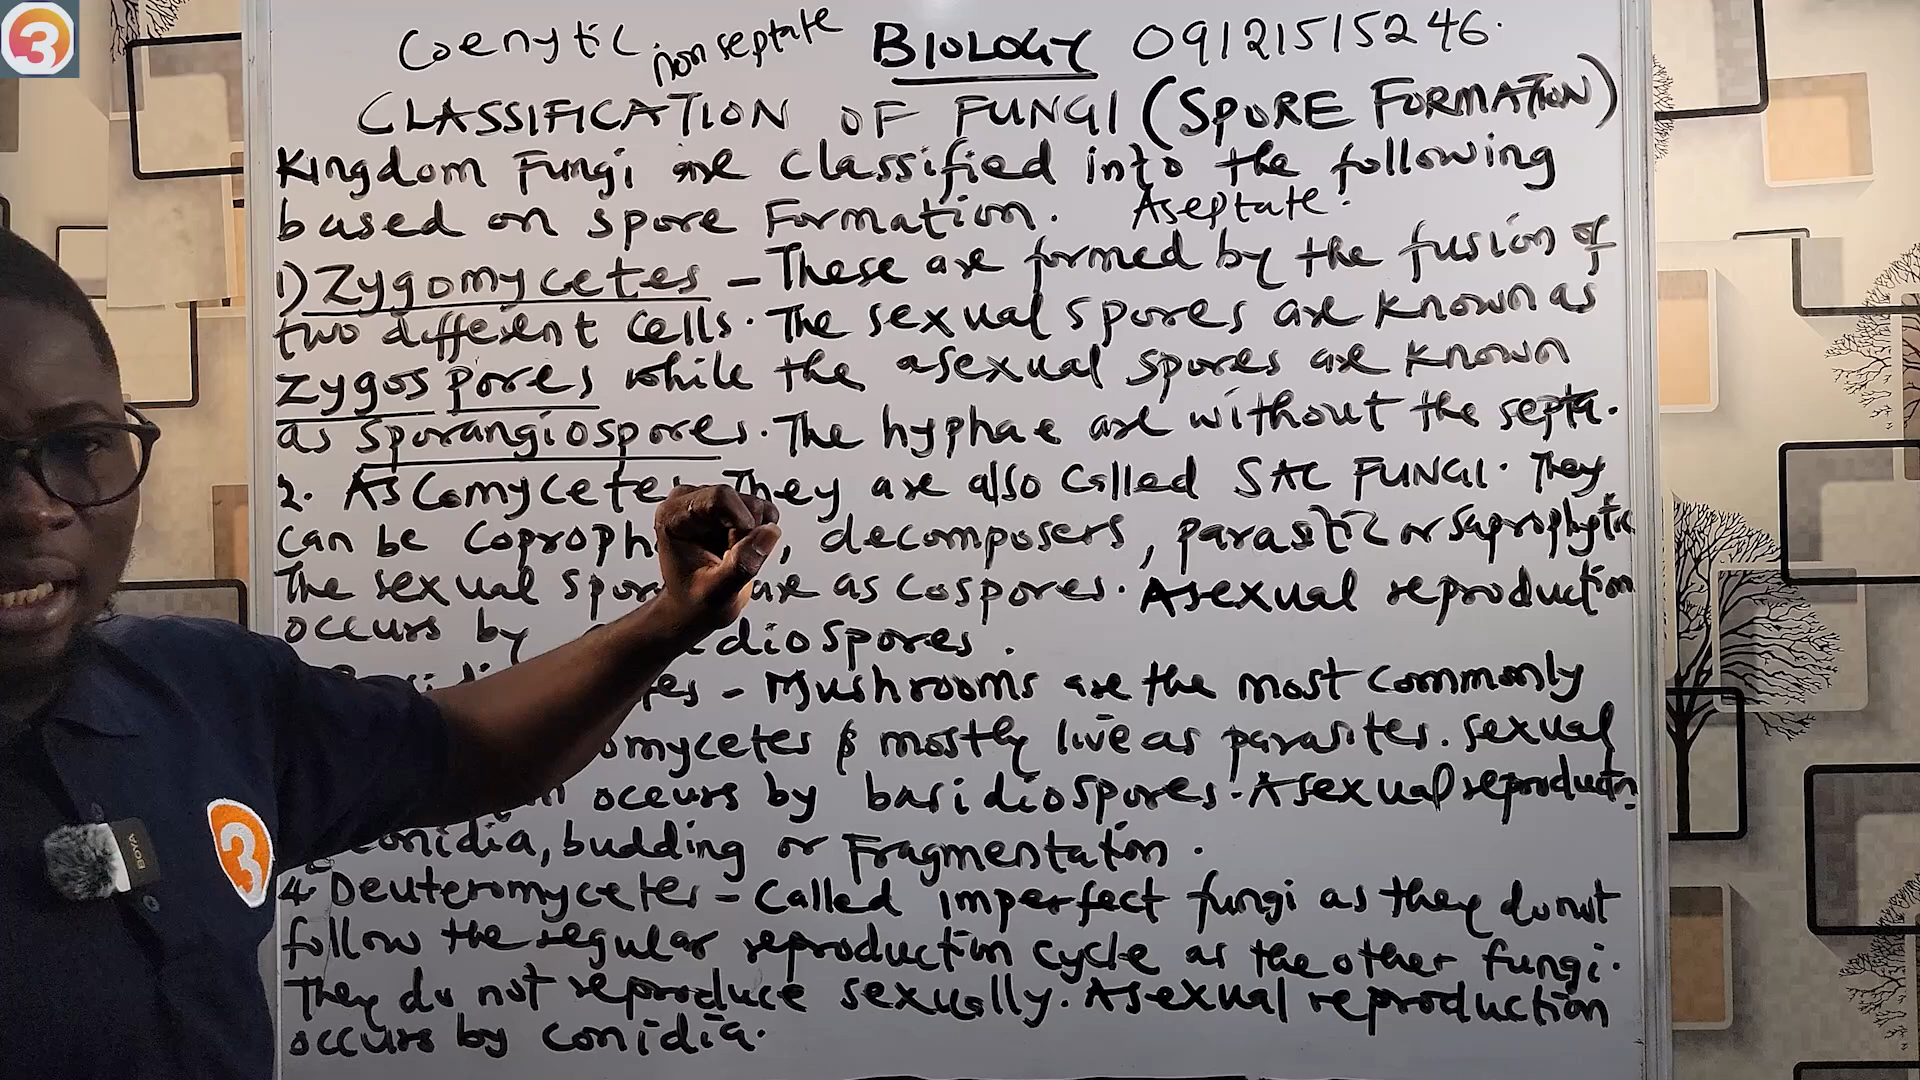 3
Coenytic non septate BIOLOGY 09121515246.
CLASSIFICATION OF FUNGI (SPORE FORMATION)
Kingdom Fungi are classified into the following
based on spore Formation. Aseptate.
1) Zygomycetes - These are formed by the fusion of
two different cells. The sexual spores are known as
zygospores while the asexual spores are known
as sporangiospores. The hyphae are without the septa.
2. Ascomycetes They are also called SAC FUNGI. They
can be coproph , decomposers, parasitic or saprophytic
The sexual spor are ascospores. Asexual reproduction
occurs by diospores.
- Mushrooms are the most commonly
omycetes & mostly live as parasites. Sexual
occurs by basidiospores. Asexual reproductn
conidia, budding or Fragmentation.
4 Deuteromycetes - Called imperfect fungi as they do not
follow the regular reproduction cycle as the other fungi.
They do not reproduce sexually. Asexual reproduction
occurs by conidia.
3
BOYA